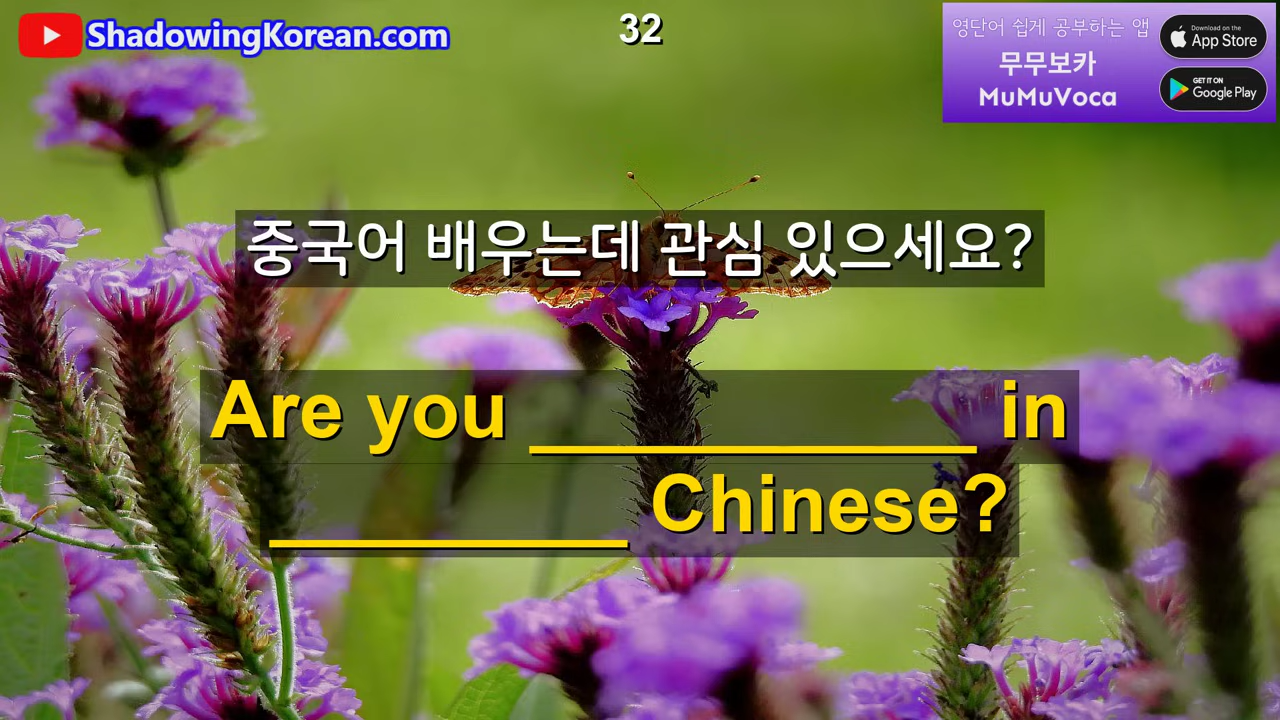 ShadowingKorean.com
32
영단어 쉽게 공부하는 앱
무무보카
MuMuVoca
Download on the
App Store
GET IT ON
Google Play
중국어 배우는데 관심 있으세요?
Are you __________ in
________ Chinese?